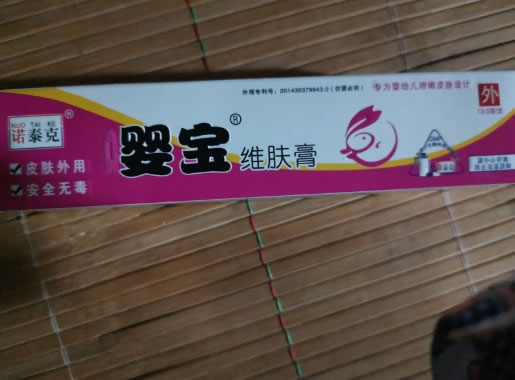 外观专利号：201430379943.0（仿冒必究）
专为婴幼儿娇嫩皮肤设计
外
NUO TAI KE
诺泰克®
婴宝®维肤膏
皮肤外用
安全无毒